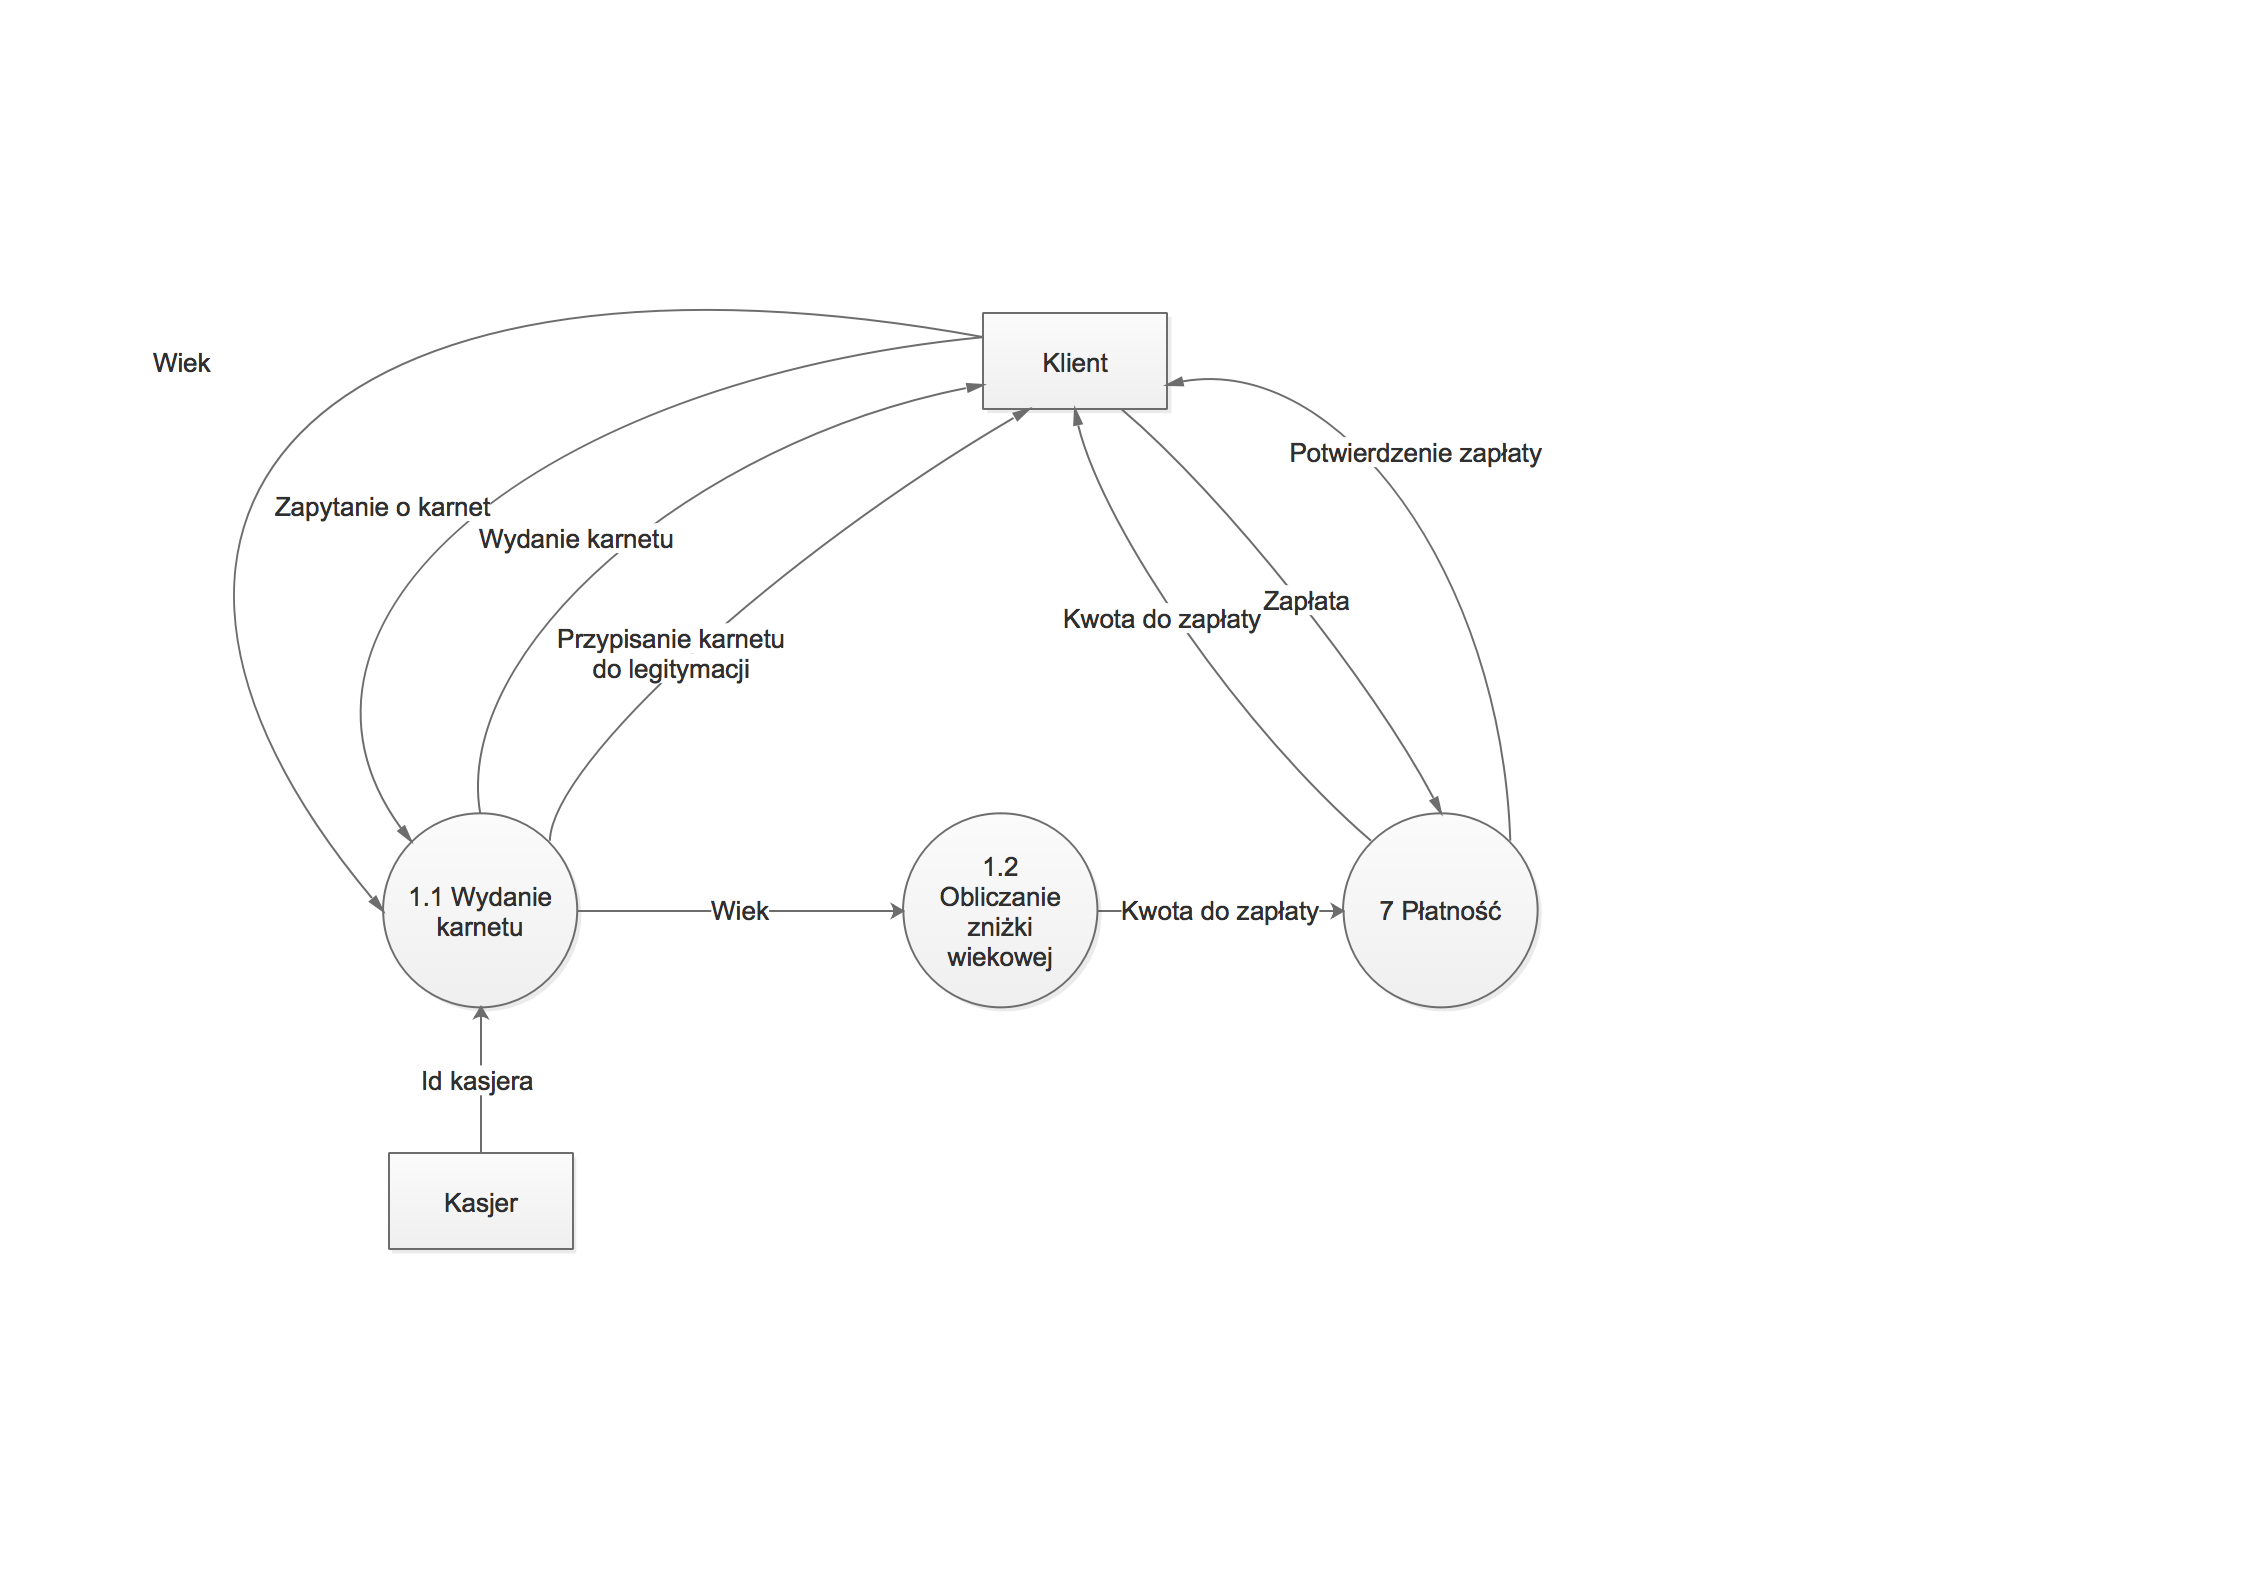 Wiek
Klient
Potwierdzenie zapłaty
Zapytanie o karnet
Wydanie karnetu
Zapłata
Kwota do zapłaty
Przypisanie karnetu
do legitymacji
1.1 Wydanie
karnetu
Wiek
1.2
Obliczanie
zniżki
wiekowej
Kwota do zapłaty
7 Płatność
Id kasjera
Kasjer